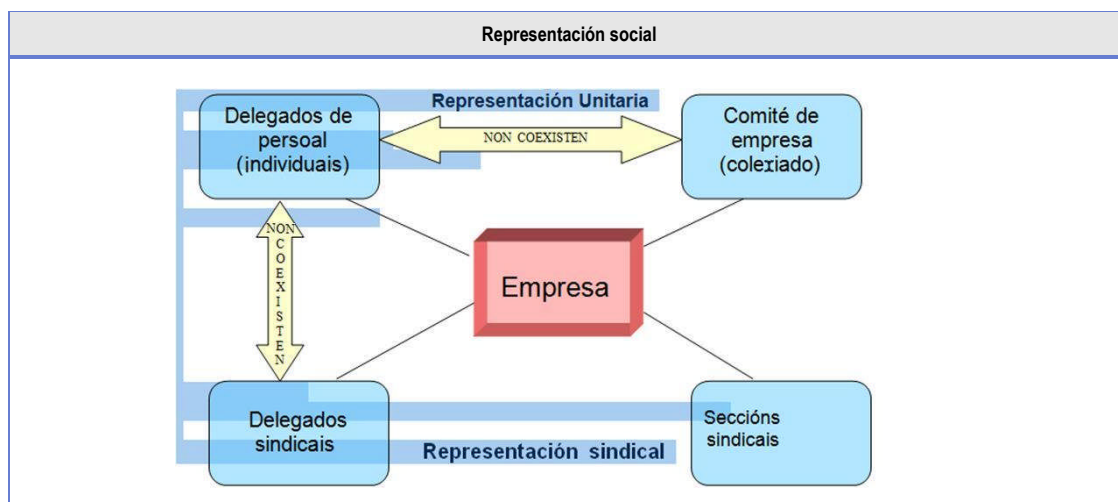 Representación social
Representación Unitaria
Delegados de
persoal
(individuais)
NON COEXISTEN
Comité de
empresa
(colexiado)
NON
COEXISTEN
Empresa
Delegados
sindicais
Seccións
sindicais
Representación sindical